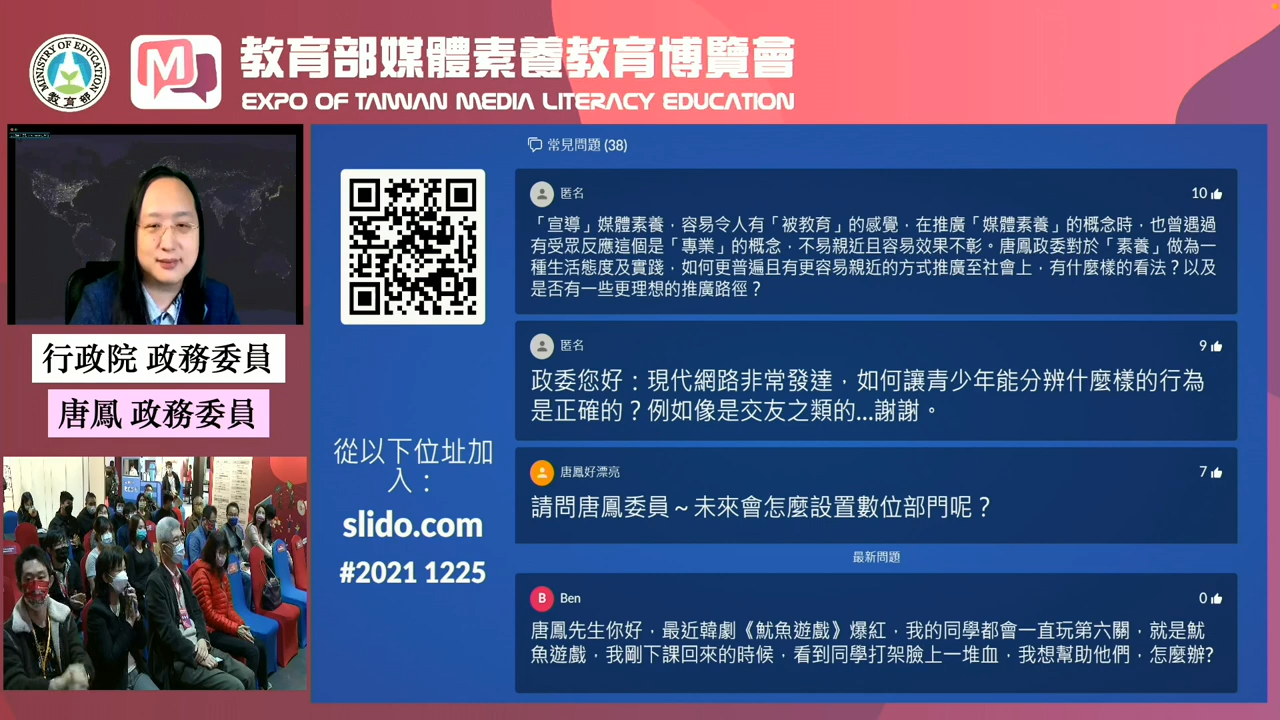 MINISTRY OF EDUCATION
教育部
M
教育部媒體素養教育博覽會
EXPO OF TAIWAN MEDIA LITERACY EDUCATION
行政院 政務委員
唐鳳 政務委員
從以下位址加
入：
slido.com
#2021 1225
常見問題 (38)
匿名
10
「宣導」媒體素養，容易令人有「被教育」的感覺，在推廣「媒體素養」的概念時，也曾遇過
有受眾反應這個是「專業」的概念，不易親近且容易效果不彰。唐鳳政委對於「素養」做為一
種生活態度及實踐，如何更普遍且有更容易親近的方式推廣至社會上，有什麼樣的看法？以及
是否有一些更理想的推廣路徑？
匿名
9
政委您好：現代網路非常發達，如何讓青少年能分辨什麼樣的行為
是正確的？例如像是交友之類的...謝謝。
唐鳳好漂亮
7
請問唐鳳委員～未來會怎麼設置數位部門呢？
最新問題
B
Ben
0
唐鳳先生你好，最近韓劇《魷魚遊戲》爆紅，我的同學都會一直玩第六關，就是魷
魚遊戲，我剛下課回來的時候，看到同學打架臉上一堆血，我想幫助他們，怎麼辦?